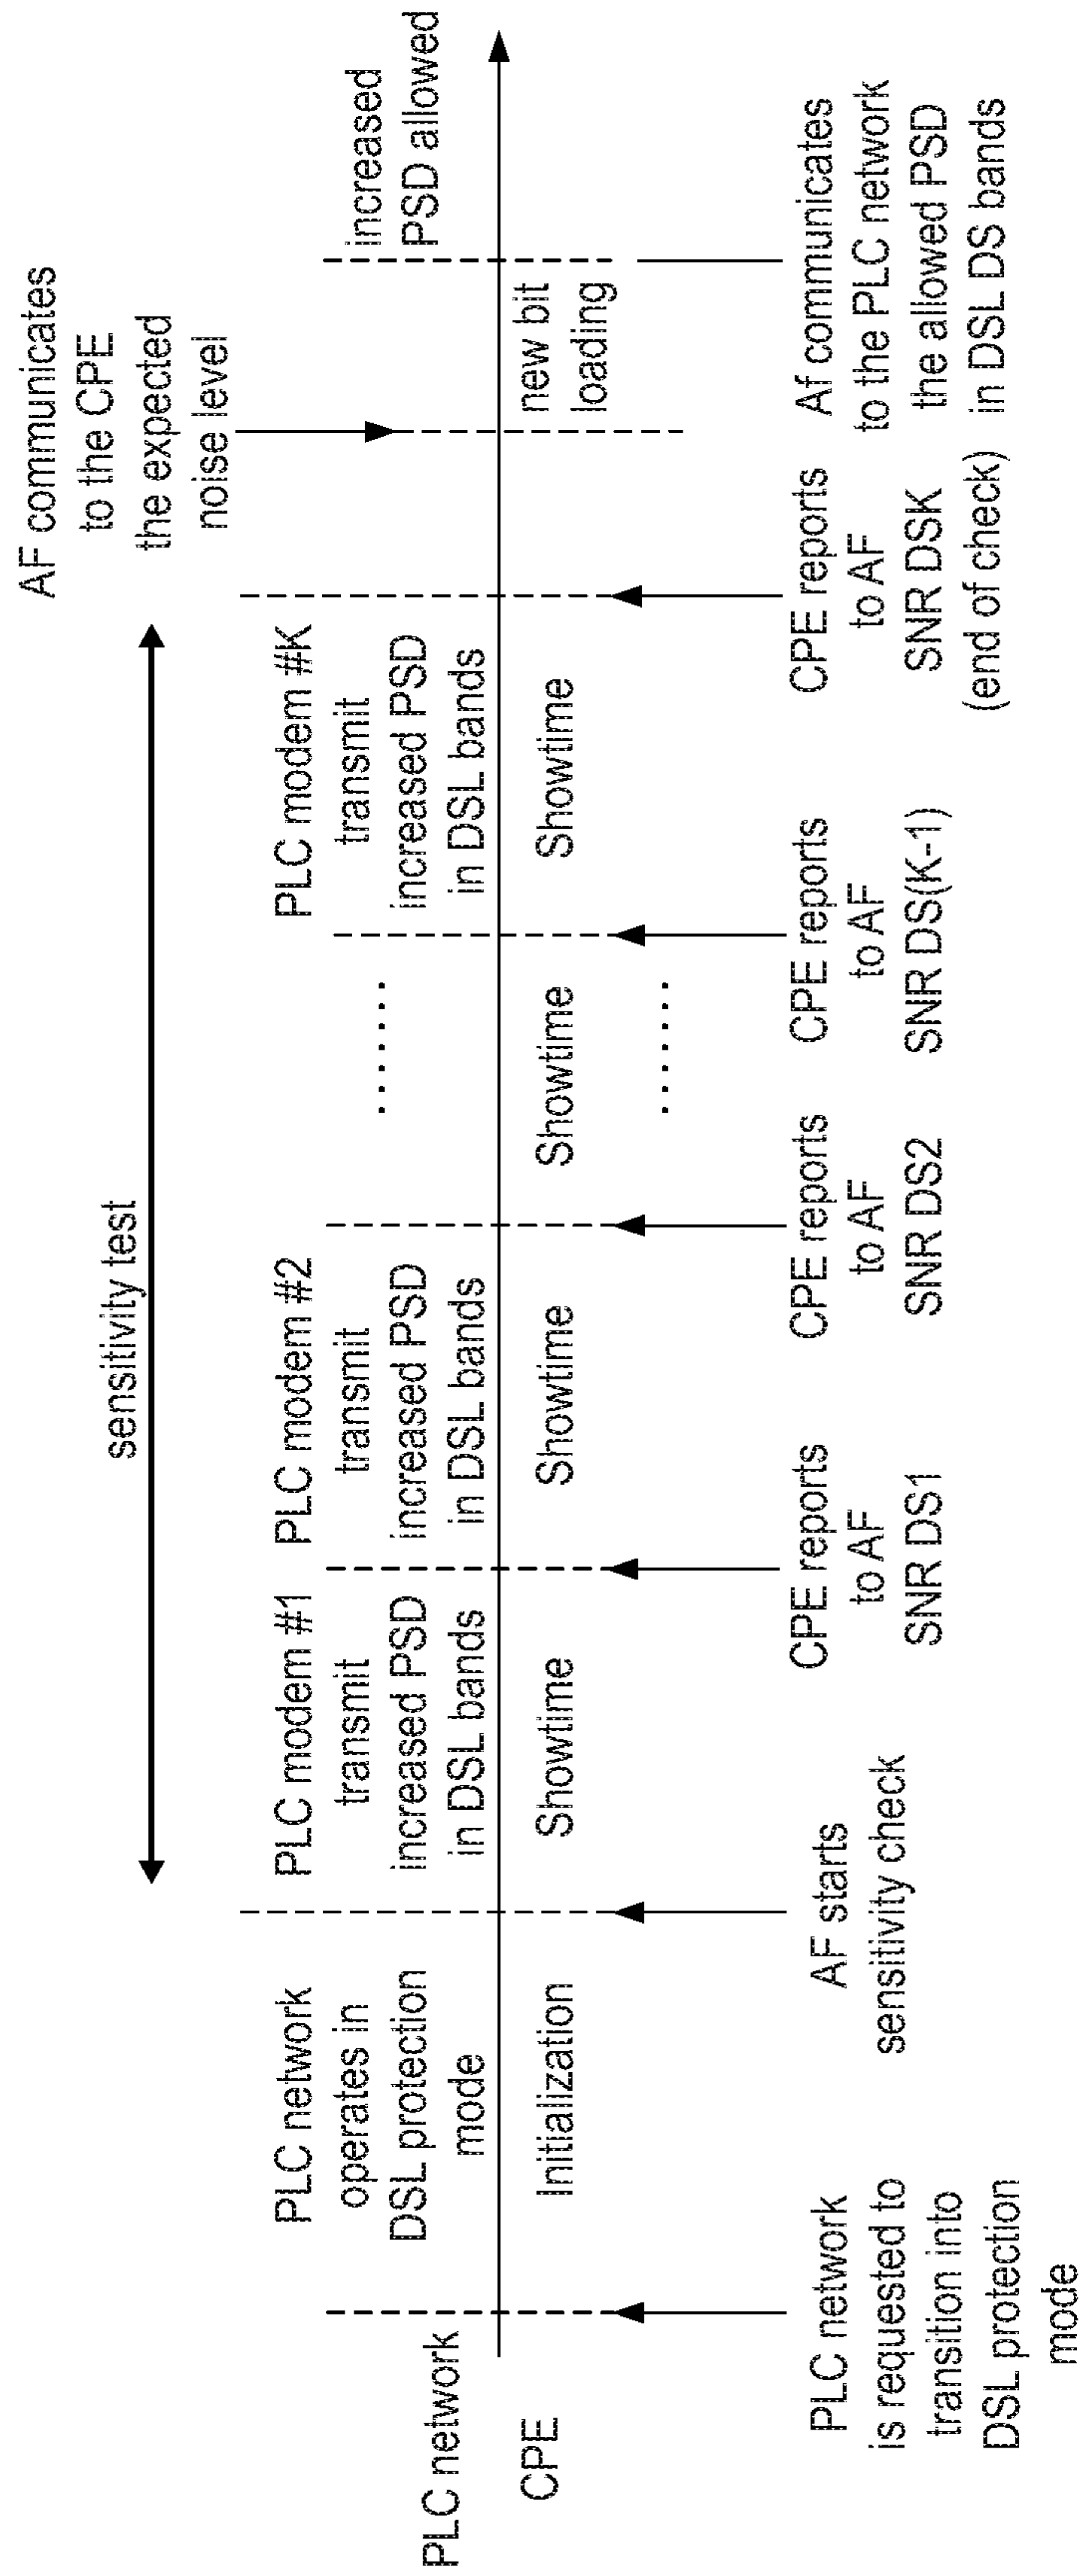 sensitivity test
AF communicates
to the CPE
the expected
noise level
PLC network
CPE
PLC network
operates in
DSL protection
mode
PLC modem #1
transmit
increased PSD
in DSL bands
PLC modem #2
transmit
increased PSD
in DSL bands
. . . . . .
PLC modem #K
transmit
increased PSD
in DSL bands
increased
PSD allowed
Initialization
Showtime
Showtime
Showtime
Showtime
new bit
loading
PLC network
is requested to
transition into
DSL protection
mode
AF starts
sensitivity check
CPE reports
to AF
SNR DS1
CPE reports
to AF
SNR DS2
. . . . . .
CPE reports
to AF
SNR DS(K-1)
CPE reports
to AF
SNR DSK
(end of check)
Af communicates
to the PLC network
the allowed PSD
in DSL DS bands